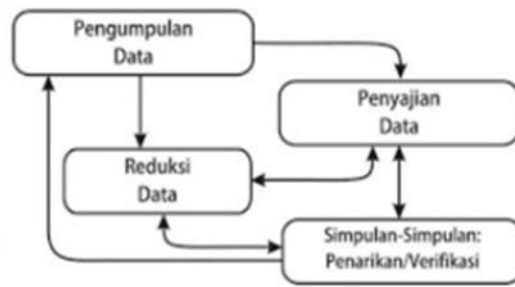 Pengumpulan
Data
Penyajian
Data
Reduksi
Data
Simpulan-Simpulan:
Penarikan/Verifikasi